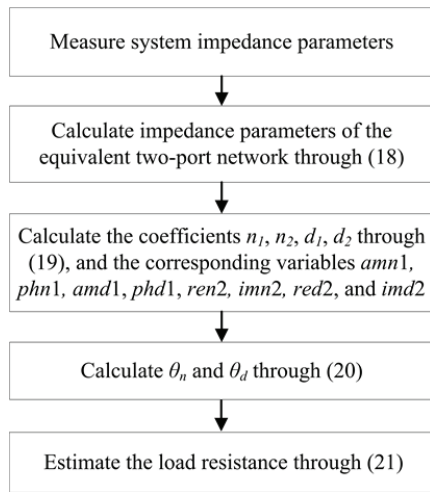 Measure system impedance parameters
Calculate impedance parameters of the
equivalent two-port network through (18)
Calculate the coefficients n₁, n₂, d₁, d₂ through
(19), and the corresponding variables amn1,
phn1, amd1, phd1, ren2, imn2, red2, and imd2
Calculate θₙ and θ_d through (20)
Estimate the load resistance through (21)